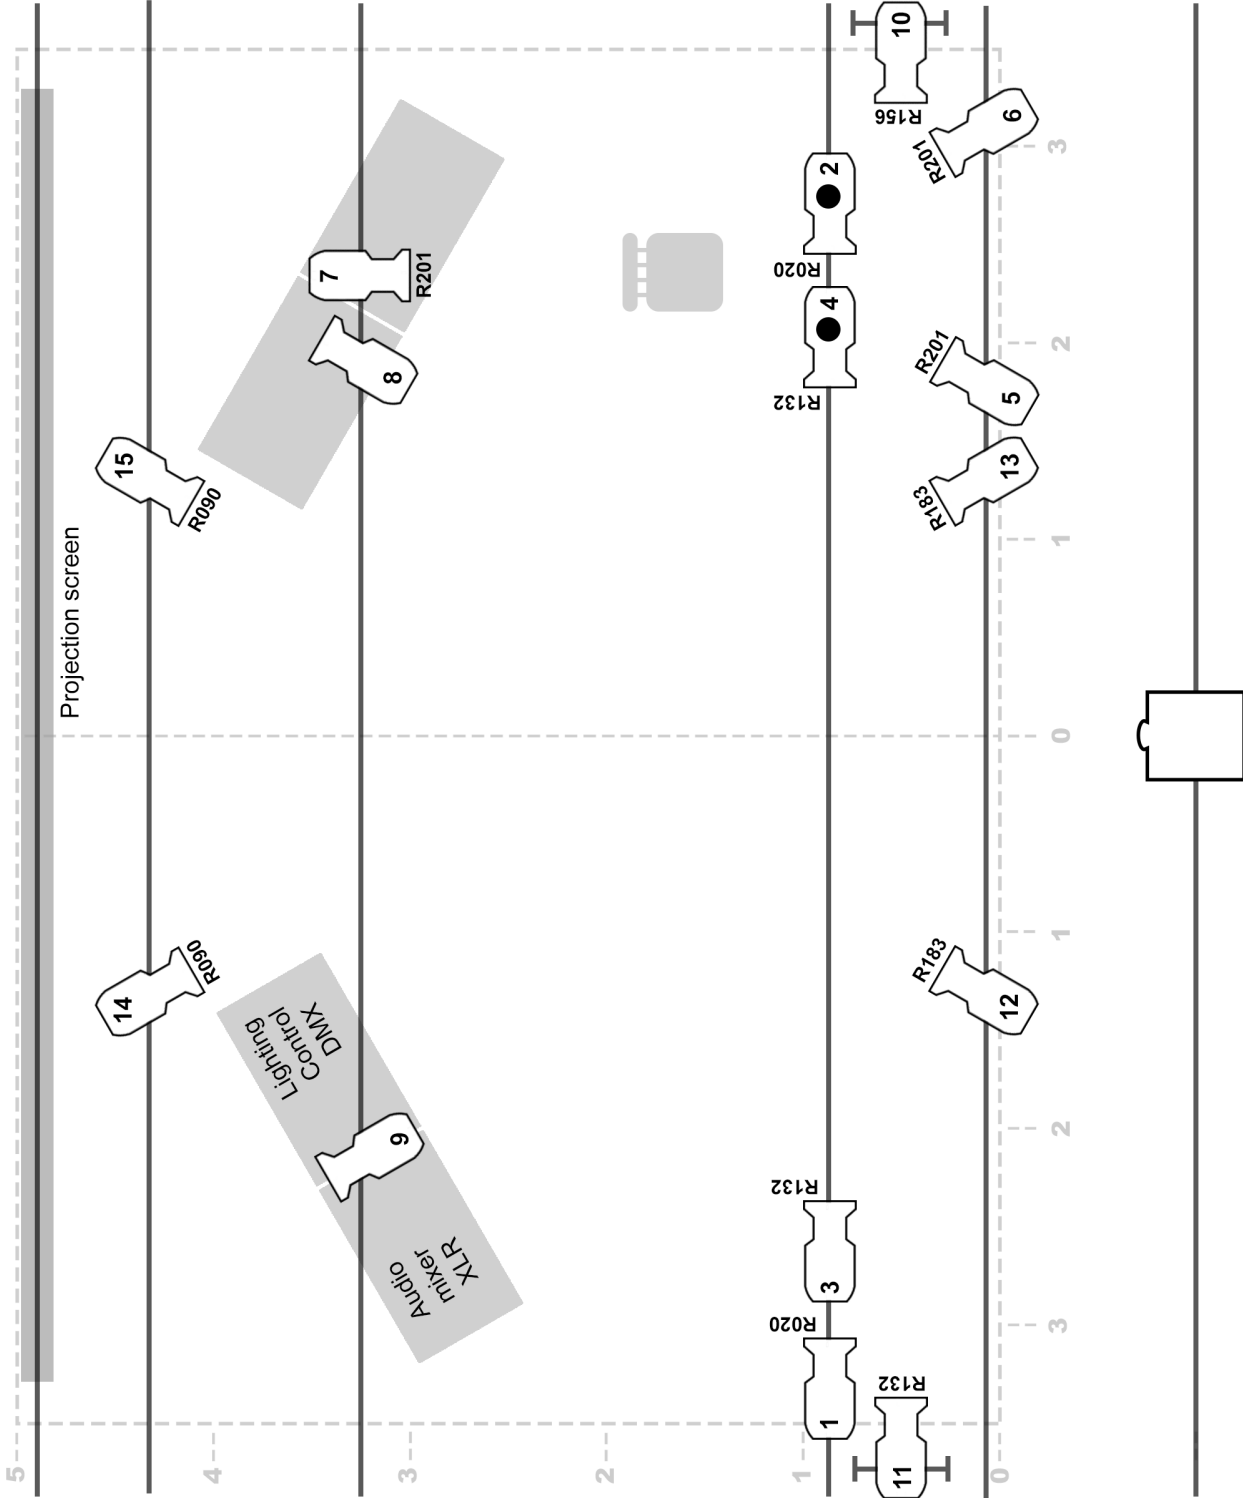 5
Projection screen
14
R090
15
R090
4
Lighting
Control
DMX
7
R201
9
8
Audio
mixer
XLR
3
2
1
1
R020
3
R132
4
R132
2
R020
11
R132
10
R156
0
12
R183
13
R183
5
R201
6
R201
3
2
1
0
1
2
3